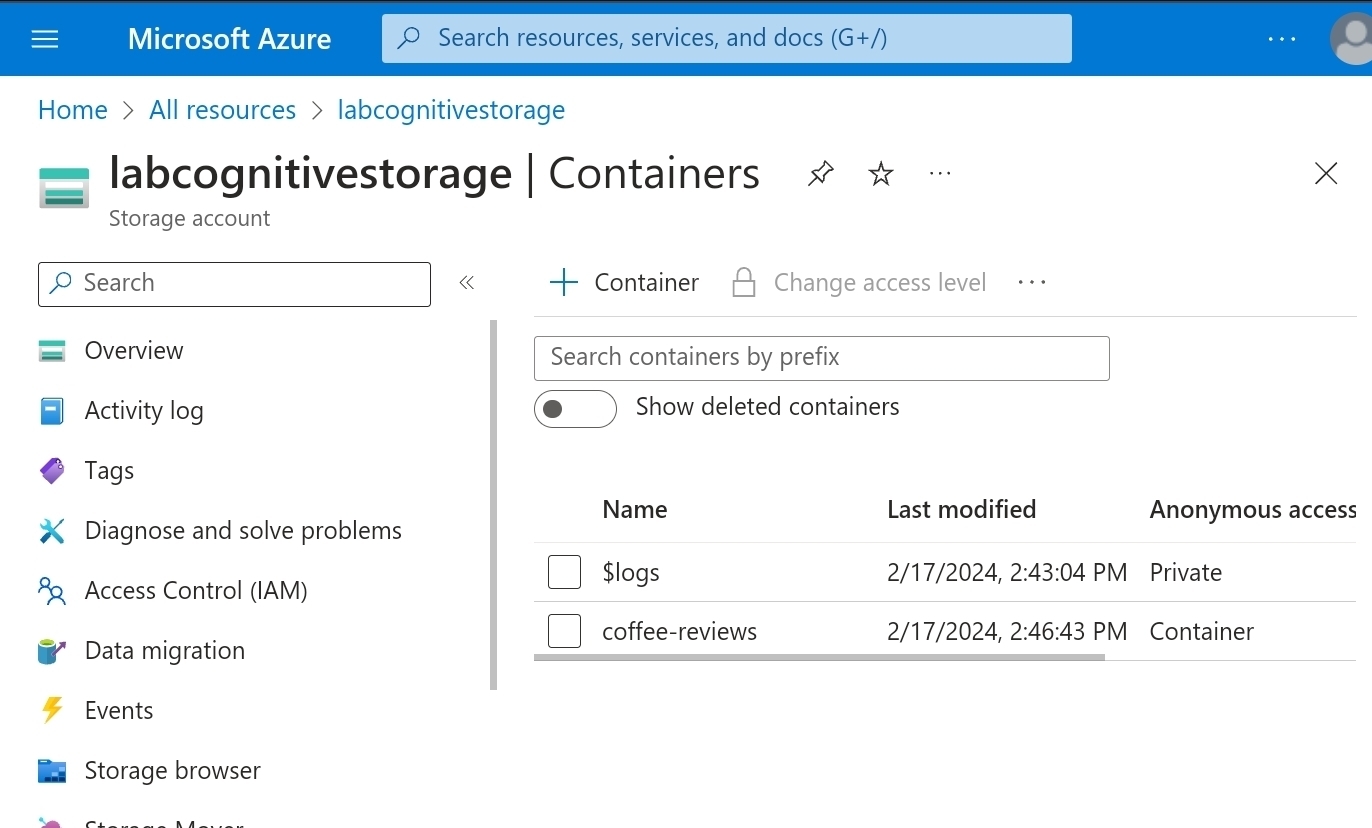 Microsoft Azure
Search resources, services, and docs (G+/)
Home > All resources > labcognitivestorage
labcognitivestorage | Containers
Storage account
Search
Container
Change access level
Overview
Activity log
Tags
Diagnose and solve problems
Access Control (IAM)
Data migration
Events
Storage browser
Storage Mover
Search containers by prefix
Show deleted containers
Name Last modified Anonymous access
$logs 2/17/2024, 2:43:04 PM Private
coffee-reviews 2/17/2024, 2:46:43 PM Container